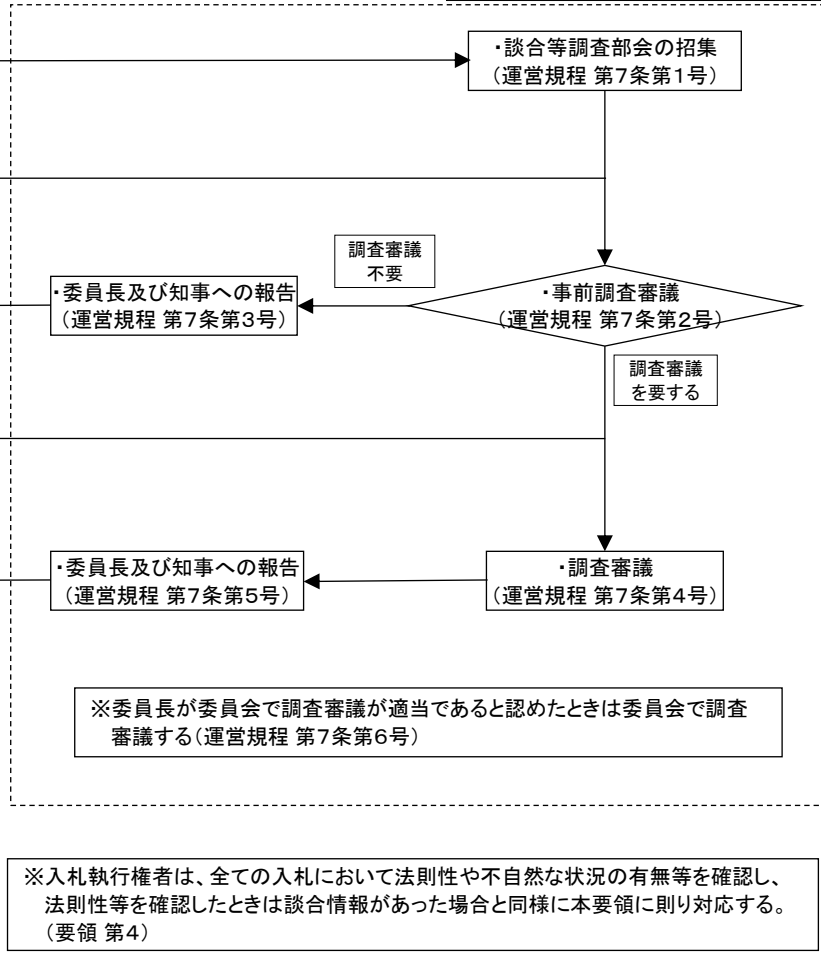 ・談合等調査部会の招集
（運営規程 第７条第１号）
調査審議
不要
・委員長及び知事への報告
（運営規程 第７条第３号）
・事前調査審議
（運営規程 第７条第２号）
調査審議
を要する
・委員長及び知事への報告
（運営規程 第７条第５号）
・調査審議
（運営規程 第７条第４号）
※委員長が委員会で調査審議が適当であると認めたときは委員会で調査
審議する（運営規程 第７条第６号）
※入札執行権者は、全ての入札において法則性や不自然な状況の有無等を確認し、
法則性等を確認したときは談合情報があった場合と同様に本要領に則り対応する。
（要領 第４）